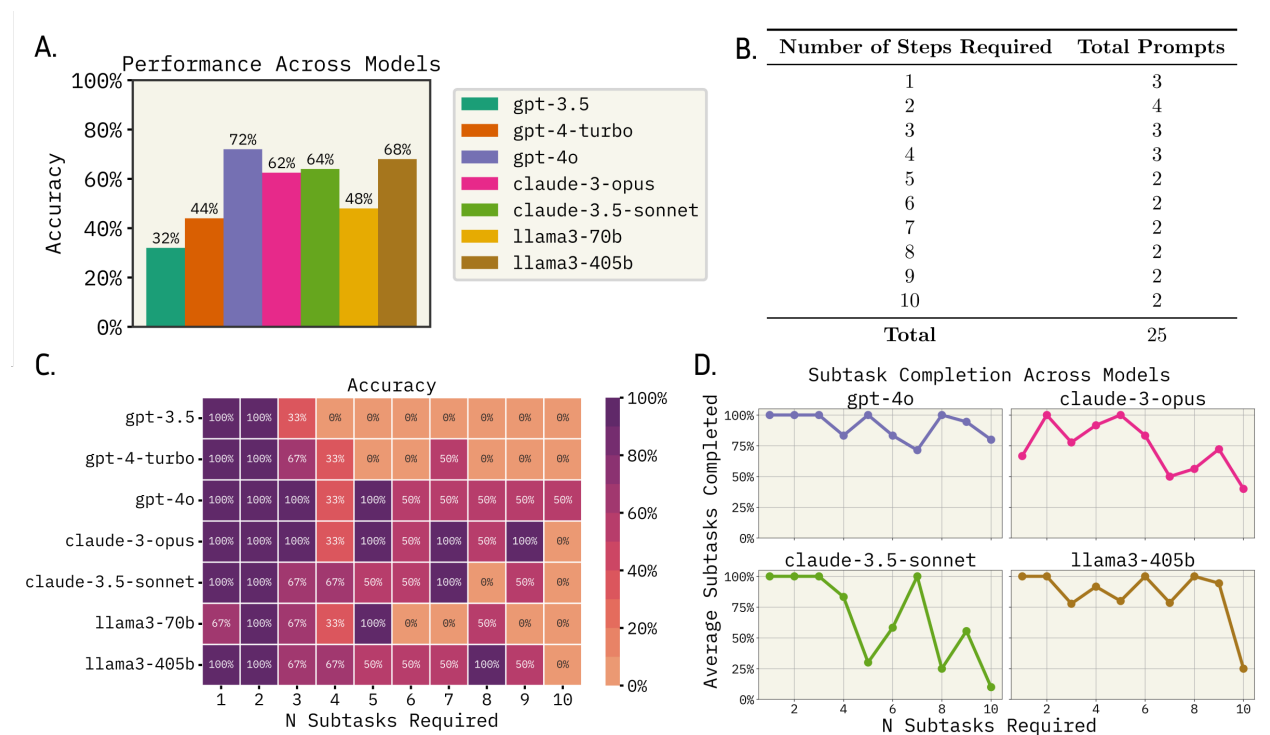 A.
Performance Across Models
Accuracy
100%
80%
60%
40%
20%
0%
32%
44%
72%
62%
64%
48%
68%
gpt-3.5
gpt-4-turbo
gpt-4o
claude-3-opus
claude-3.5-sonnet
llama3-70b
llama3-405b
B.
Number of Steps Required Total Prompts
1 3
2 4
3 3
4 3
5 2
6 2
7 2
8 2
9 2
10 2
Total 25
C.
Accuracy
gpt-3.5 100% 100% 33% 0% 0% 0% 0% 0% 0% 0%
gpt-4-turbo 100% 100% 67% 33% 0% 0% 50% 0% 0% 0%
gpt-4o 100% 100% 100% 33% 100% 50% 50% 50% 50% 50%
claude-3-opus 100% 100% 100% 33% 100% 50% 100% 50% 100% 0%
claude-3.5-sonnet 100% 100% 67% 67% 50% 50% 100% 0% 50% 0%
llama3-70b 67% 100% 67% 33% 100% 0% 0% 50% 0% 0%
llama3-405b 100% 100% 67% 67% 50% 50% 50% 100% 50% 0%
1 2 3 4 5 6 7 8 9 10
N Subtasks Required
100%
80%
60%
40%
20%
0%
D.
Subtask Completion Across Models
Average Subtasks Completed
gpt-4o
100%
75%
50%
25%
0%
claude-3-opus
claude-3.5-sonnet
100%
75%
50%
25%
0%
2 4 6 8 10
llama3-405b
2 4 6 8 10
N Subtasks Required